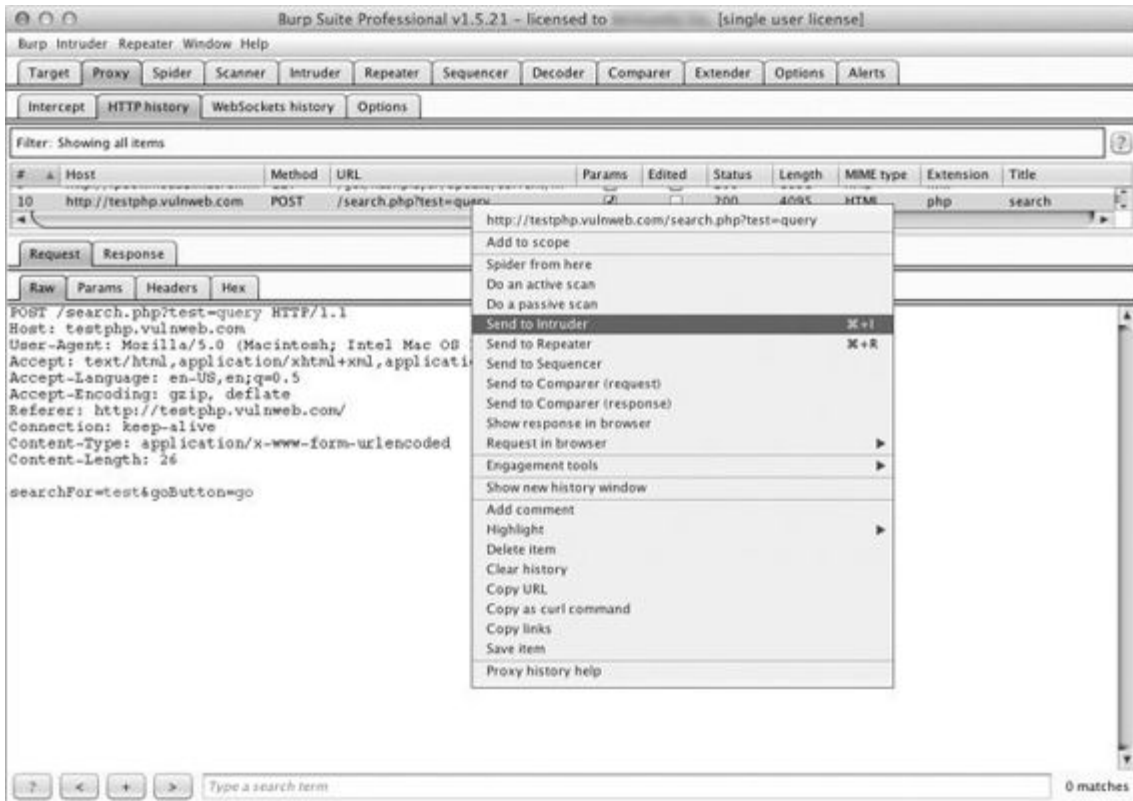 Burp Suite Professional v1.5.21 - licensed to [single user license]
Burp Intruder Repeater Window Help
Target Proxy Spider Scanner Intruder Repeater Sequencer Decoder Comparer Extender Options Alerts
Intercept HTTP history WebSockets history Options
Filter: Showing all items ?
# Host Method URL Params Edited Status Length MIME type Extension Title
10 http://testphp.vulnweb.com POST /search.php?test=query 200 4095 HTML php search
http://testphp.vulnweb.com/search.php?test=query
Add to scope
Spider from here
Do an active scan
Do a passive scan
Send to Intruder ⌘+I
Send to Repeater ⌘+R
Send to Sequencer
Send to Comparer (request)
Send to Comparer (response)
Show response in browser
Request in browser
Engagement tools
Show new history window
Add comment
Highlight
Delete item
Clear history
Copy URL
Copy as curl command
Copy links
Save item
Proxy history help
Request Response
Raw Params Headers Hex
POST /search.php?test=query HTTP/1.1
Host: testphp.vulnweb.com
User-Agent: Mozilla/5.0 (Macintosh; Intel Mac OS
Accept: text/html,application/xhtml+xml,applicati
Accept-Language: en-US,en;q=0.5
Accept-Encoding: gzip, deflate
Referer: http://testphp.vulnweb.com/
Connection: keep-alive
Content-Type: application/x-www-form-urlencoded
Content-Length: 26
searchFor=test&goButton=go
? < + > Type a search term 0 matches